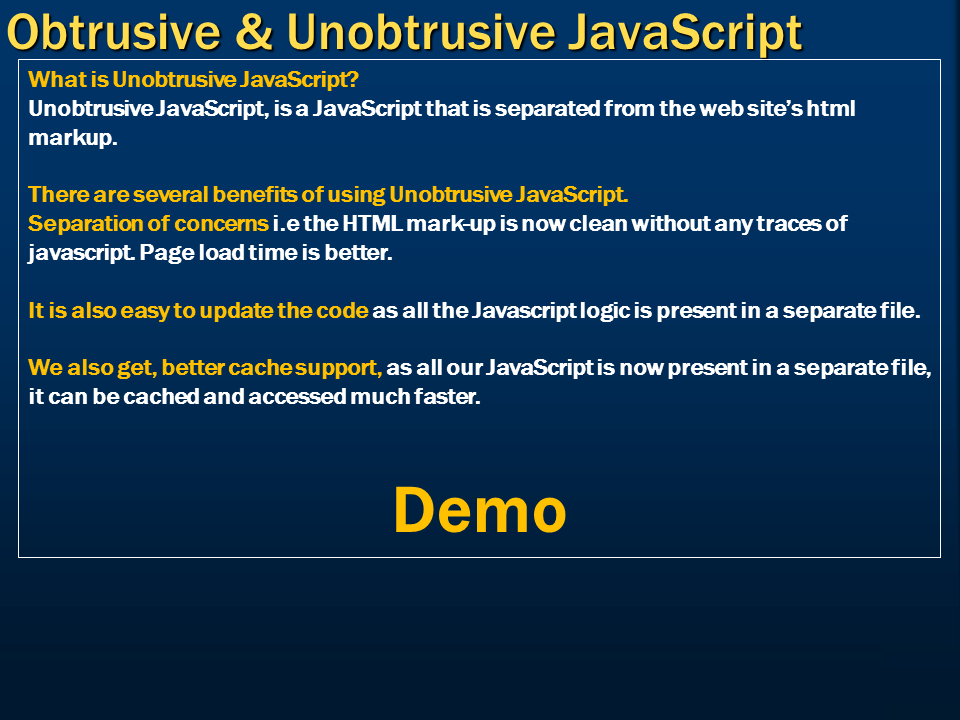 Obtrusive & Unobtrusive JavaScript
What is Unobtrusive JavaScript?
Unobtrusive JavaScript, is a JavaScript that is separated from the web site’s html
markup.
There are several benefits of using Unobtrusive JavaScript.
Separation of concerns i.e the HTML mark-up is now clean without any traces of
javascript. Page load time is better.
It is also easy to update the code as all the Javascript logic is present in a separate file.
We also get, better cache support, as all our JavaScript is now present in a separate file,
it can be cached and accessed much faster.
Demo